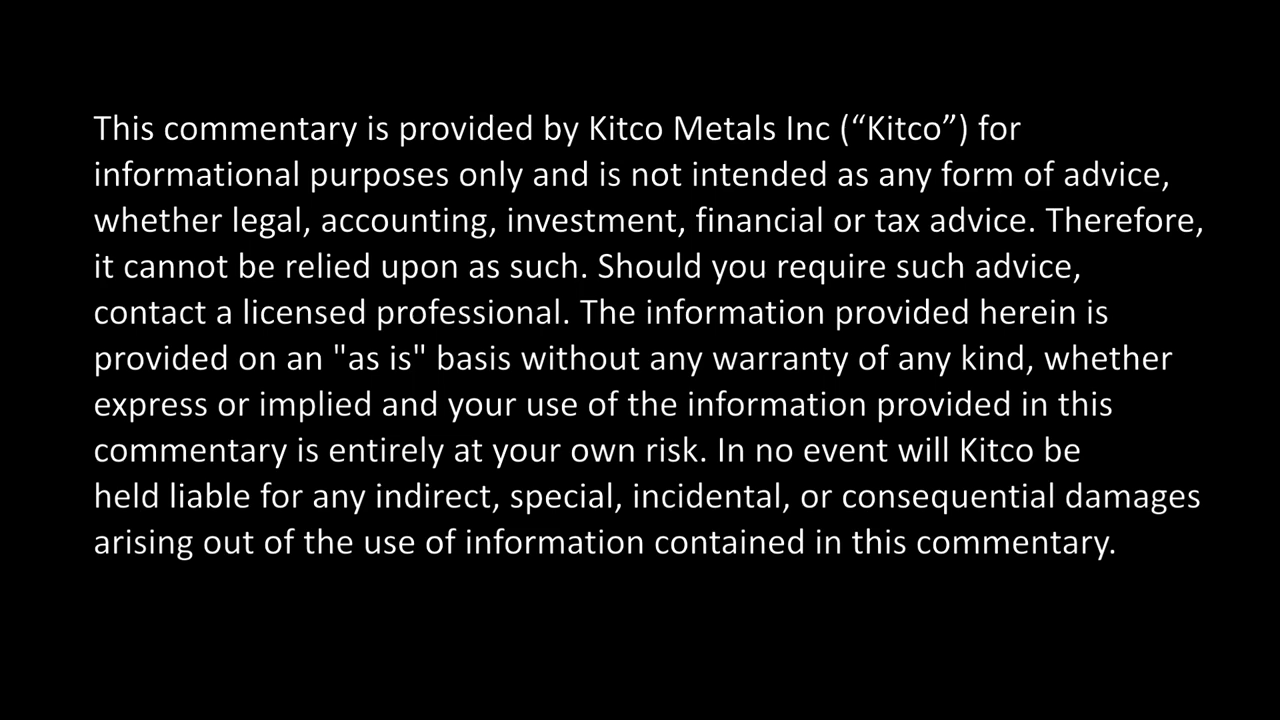 This commentary is provided by Kitco Metals Inc (“Kitco”) for
informational purposes only and is not intended as any form of advice,
whether legal, accounting, investment, financial or tax advice. Therefore,
it cannot be relied upon as such. Should you require such advice,
contact a licensed professional. The information provided herein is
provided on an "as is" basis without any warranty of any kind, whether
express or implied and your use of the information provided in this
commentary is entirely at your own risk. In no event will Kitco be
held liable for any indirect, special, incidental, or consequential damages
arising out of the use of information contained in this commentary.